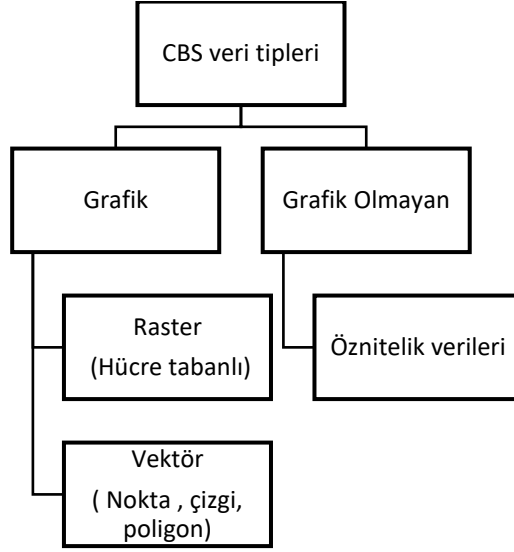 CBS veri tipleri
Grafik
Grafik Olmayan
Raster
(Hücre tabanlı)
Öznitelik verileri
Vektör
( Nokta , çizgi,
poligon)